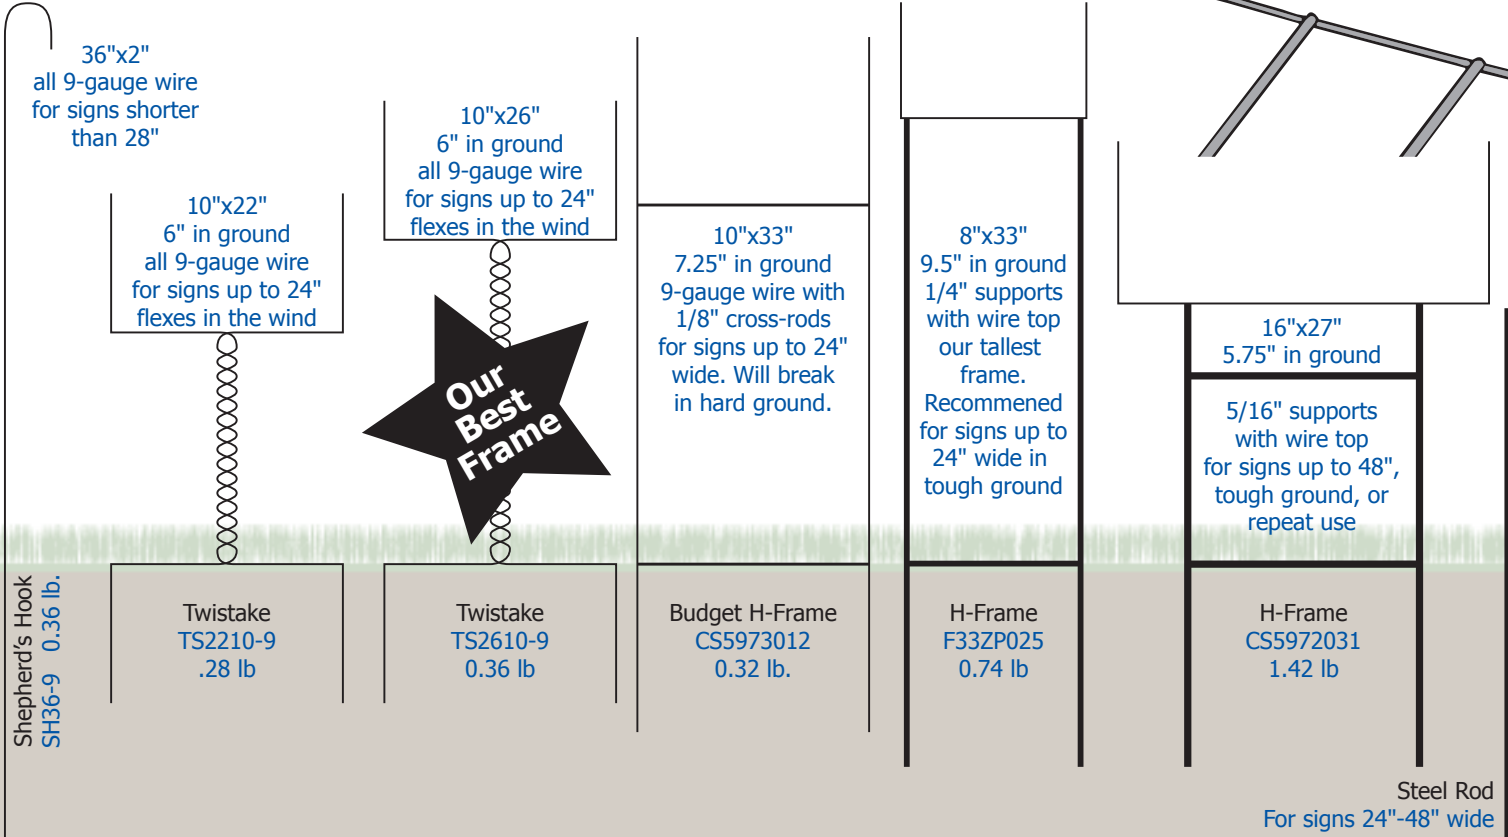 36"x2"
all 9-gauge wire
for signs shorter
than 28"
Shepherd's Hook
SH36-9 0.36 lb.
10"x22"
6" in ground
all 9-gauge wire
for signs up to 24"
flexes in the wind
Twistake
TS2210-9
.28 lb
10"x26"
6" in ground
all 9-gauge wire
for signs up to 24"
flexes in the wind
Our
Best
Frame
Twistake
TS2610-9
0.36 lb
10"x33"
7.25" in ground
9-gauge wire with
1/8" cross-rods
for signs up to 24"
wide. Will break
in hard ground.
Budget H-Frame
CS5973012
0.32 lb.
8"x33"
9.5" in ground
1/4" supports
with wire top
our tallest
frame.
Recommened
for signs up to
24" wide in
tough ground
H-Frame
F33ZP025
0.74 lb
16"x27"
5.75" in ground
5/16" supports
with wire top
for signs up to 48",
tough ground, or
repeat use
H-Frame
CS5972031
1.42 lb
Steel Rod
For signs 24"-48" wide